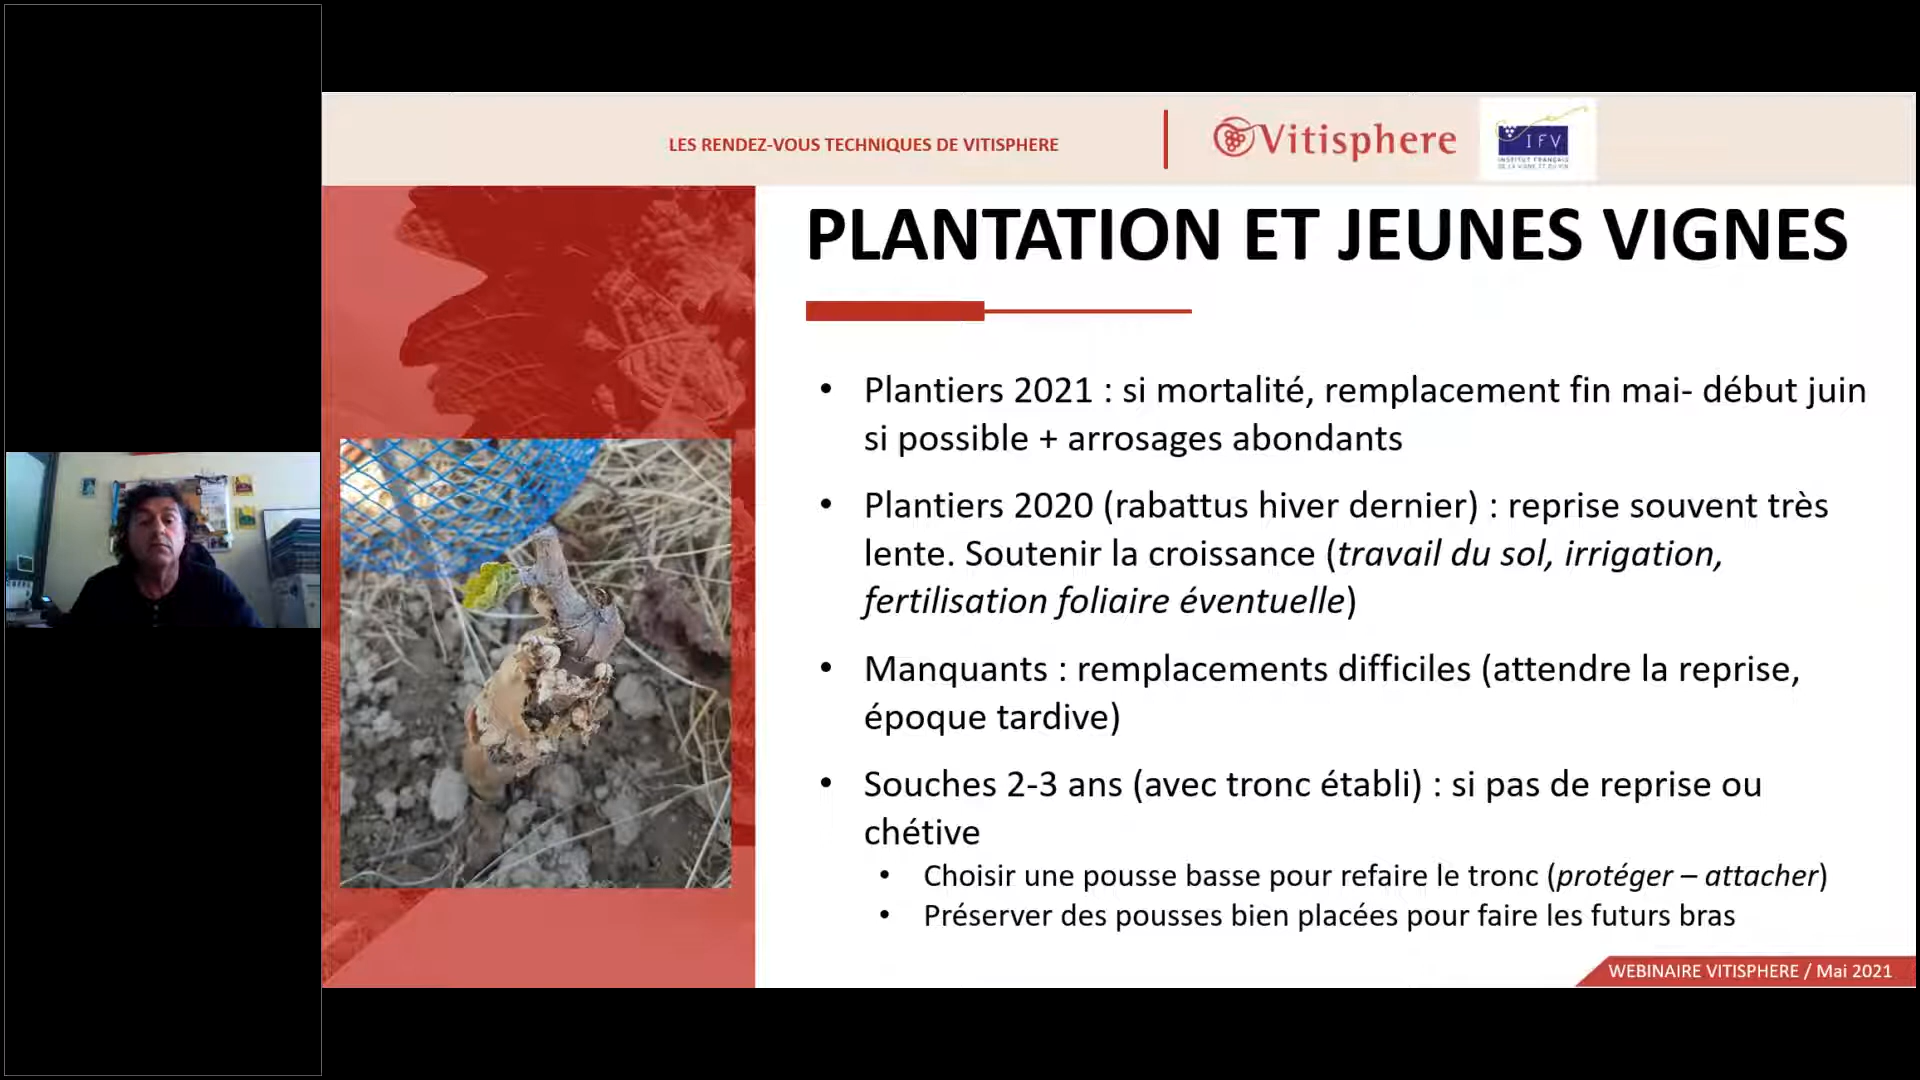 LES RENDEZ-VOUS TECHNIQUES DE VITISPHERE
Vitisphere
IFV
INSTITUT FRANÇAIS
DE LA VIGNE ET DU VIN
PLANTATION ET JEUNES VIGNES
• Plantiers 2021 : si mortalité, remplacement fin mai- début juin
si possible + arrosages abondants
• Plantiers 2020 (rabattus hiver dernier) : reprise souvent très
lente. Soutenir la croissance (travail du sol, irrigation,
fertilisation foliaire éventuelle)
• Manquants : remplacements difficiles (attendre la reprise,
époque tardive)
• Souches 2-3 ans (avec tronc établi) : si pas de reprise ou
chétive
• Choisir une pousse basse pour refaire le tronc (protéger – attacher)
• Préserver des pousses bien placées pour faire les futurs bras
WEBINAIRE VITISPHERE / Mai 2021